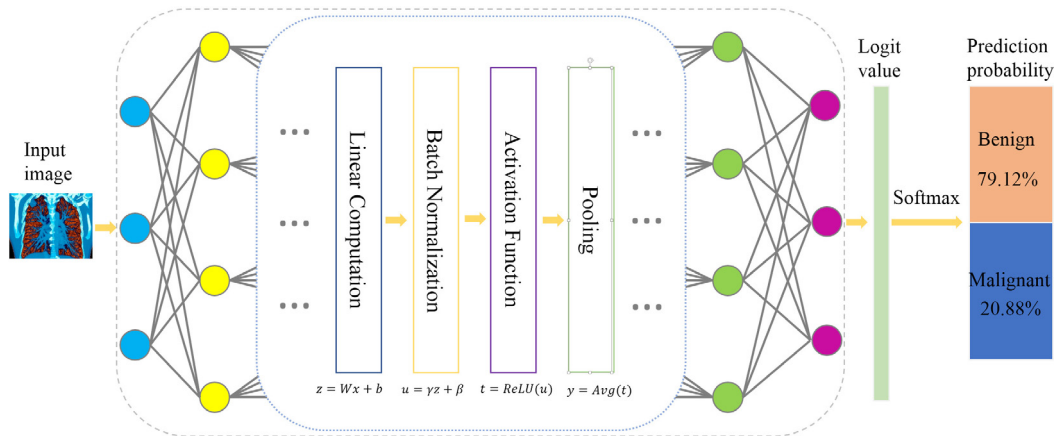 Input
image
Linear Computation
Batch Normalization
Activation Function
Pooling
z = Wx + b
u = γz + β
t = ReLU(u)
y = Avg(t)
Logit
value
Softmax
Prediction
probability
Benign
79.12%
Malignant
20.88%